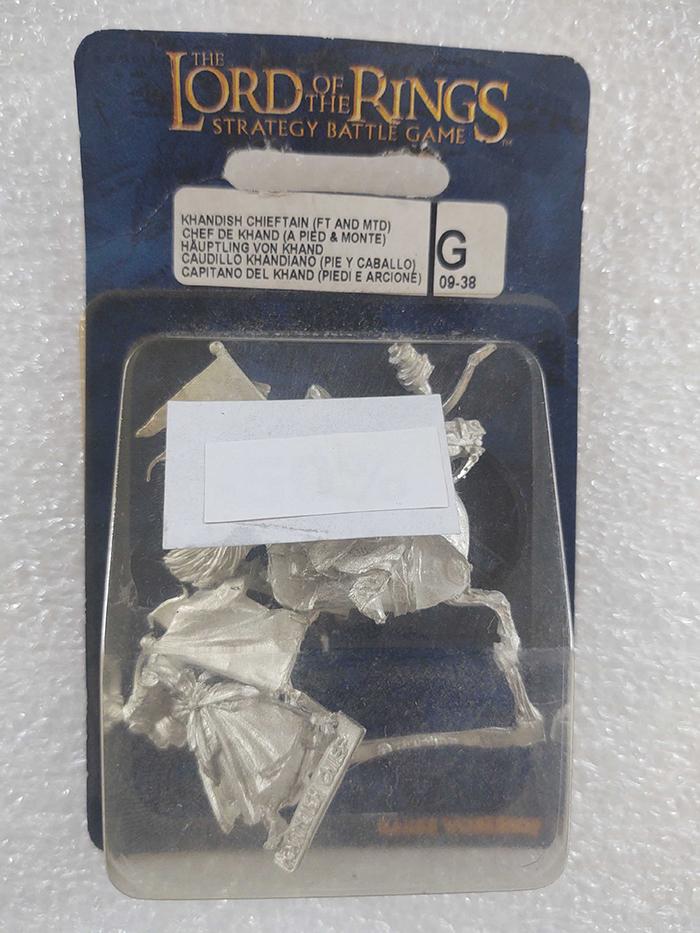 THE
LORD OF THE RINGS
STRATEGY BATTLE GAME
KHANDISH CHIEFTAIN (FT AND MTD)
CHEF DE KHAND (A PIED & MONTE)
HÄUPTLING VON KHAND
CAUDILLO KHANDIANO (PIE Y CABALLO)
CAPITANO DEL KHAND (PIEDI E ARCIONE)
G
09-38